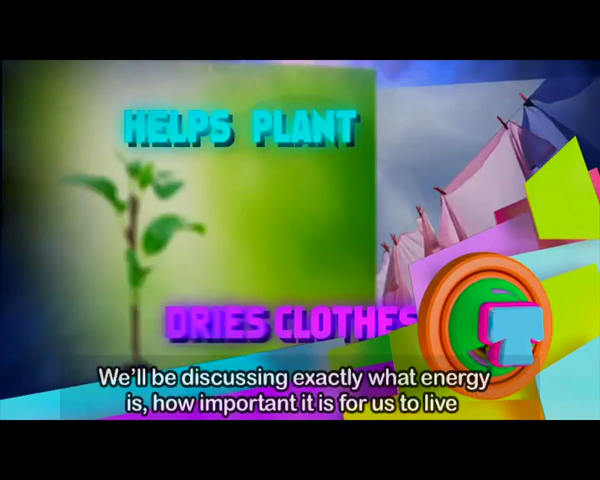 HELPS PLANT
DRIES CLOTHES
We'll be discussing exactly what energy
is, how important it is for us to live